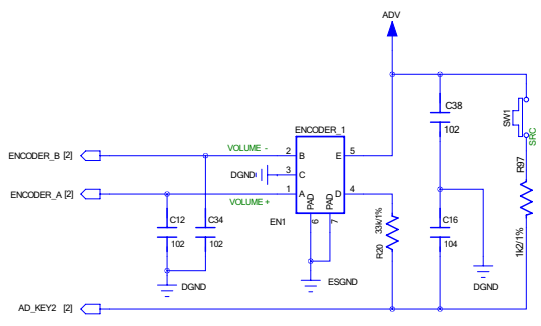 ADV
C38
102
SW1
SRC
ENCODER_1
VOLUME -
ENCODER_B [2]
2 B E 5
DGND 3 C
ENCODER_A [2]
1 A D 4
VOLUME +
PAD PAD
EN1
6 7
R97
1k2/1%
C12
102
C34
102
33k/1%
R20
C16
104
DGND
ESGND
DGND
AD_KEY2 [2]